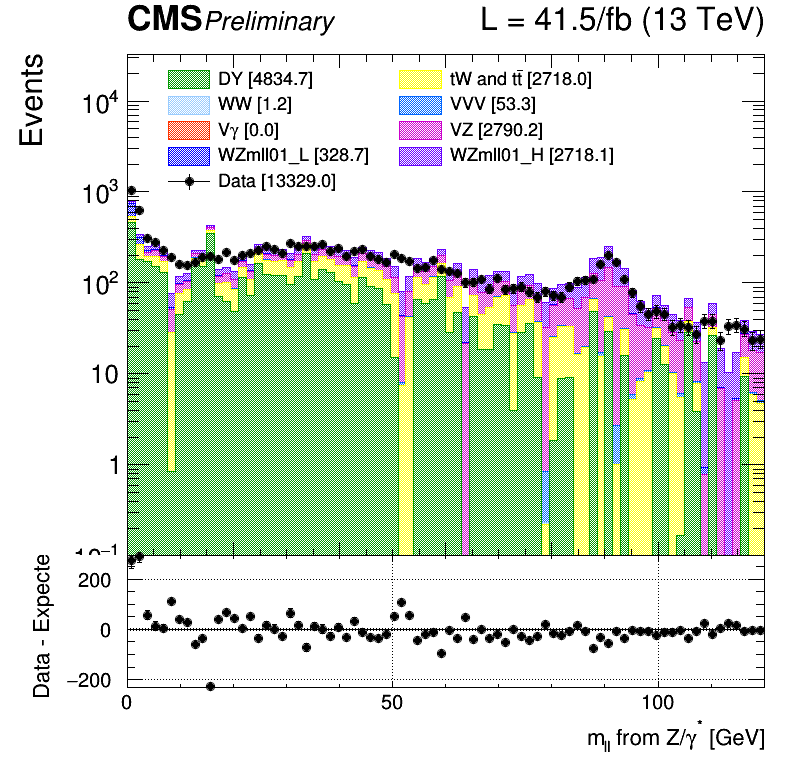 CMS Preliminary L = 41.5/fb (13 TeV)
Events
DY [4834.7]
tW and tt̄ [2718.0]
WW [1.2]
VVV [53.3]
Vγ [0.0]
VZ [2790.2]
WZmll01_L [328.7]
WZmll01_H [2718.1]
Data [13329.0]
10⁴
10³
10²
10
1
10⁻¹
Data - Expecte
200
0
−200
0 50 100
m_ll from Z/γ* [GeV]